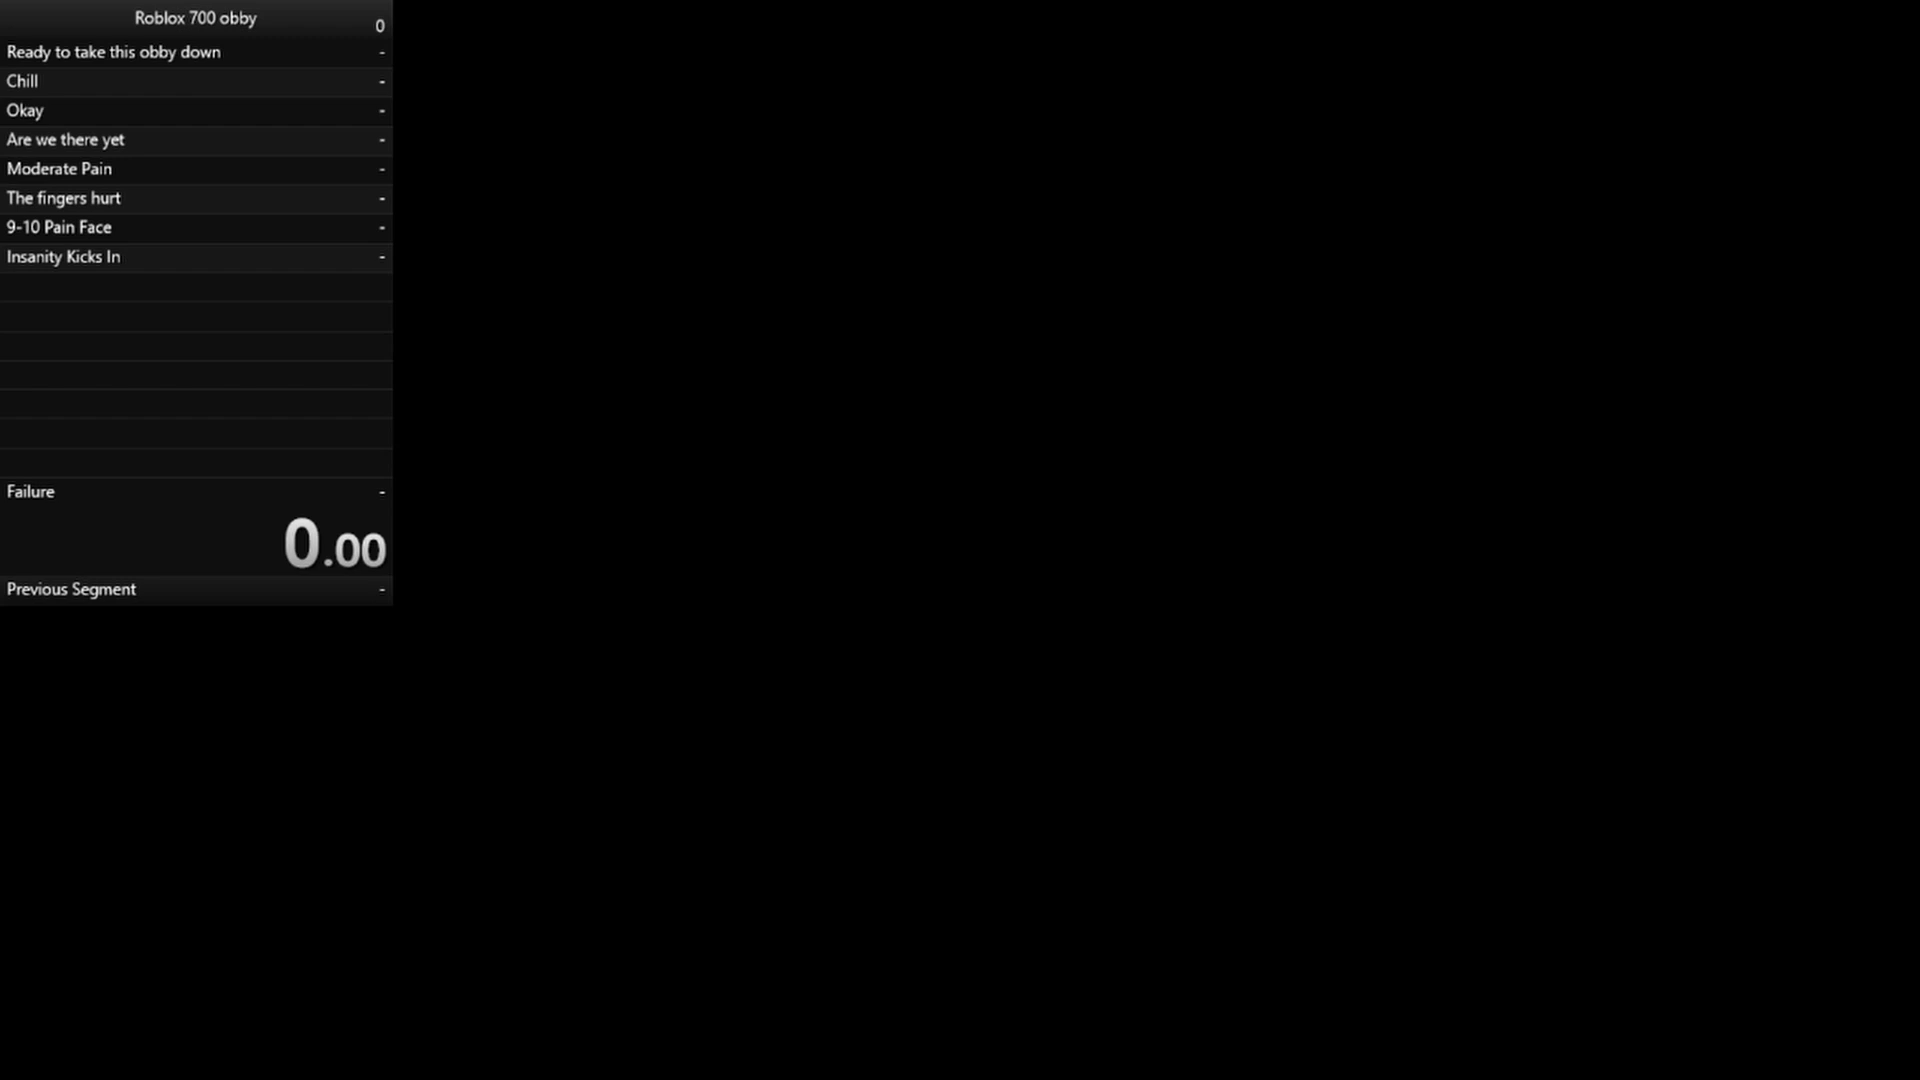 Roblox 700 obby
0
Ready to take this obby down -
Chill -
Okay -
Are we there yet -
Moderate Pain -
The fingers hurt -
9-10 Pain Face -
Insanity Kicks In -
Failure -
0.00
Previous Segment -